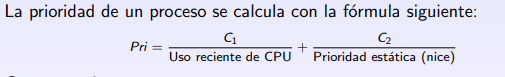 La prioridad de un proceso se calcula con la fórmula siguiente:
Pri = C₁ / Uso reciente de CPU + C₂ / Prioridad estática (nice)